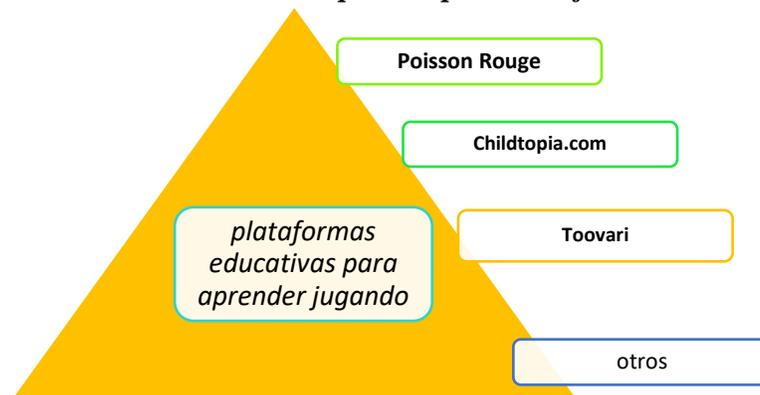 Poisson Rouge
Childtopia.com
Toovari
plataformas
educativas para
aprender jugando
otros